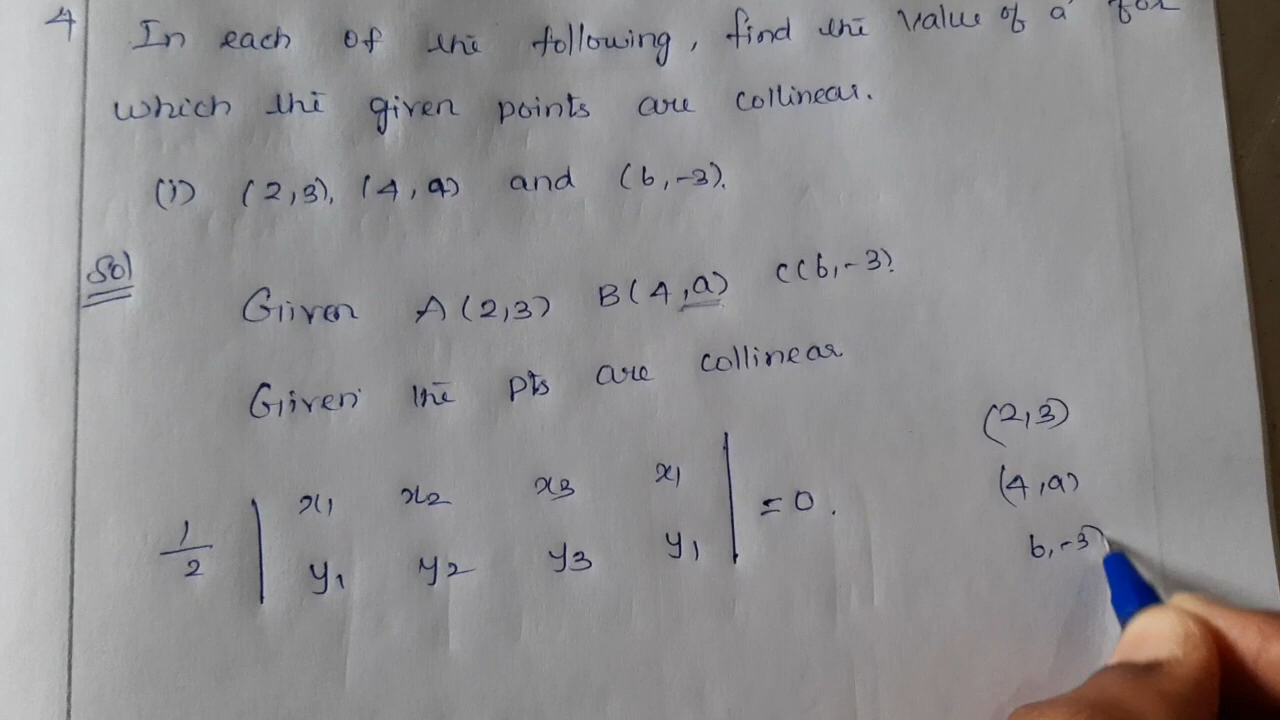 4 In each of the following, find the value of 'a' for
which the given points are collinear.
(i) (2,3), (4,a) and (6,-3).
Sol
Given A(2,3) B(4,a) C(6,-3)
Given the pts are collinear
1/2 | x₁ x₂ x₃ x₁ | = 0.
y₁ y₂ y₃ y₁
(2,3)
(4,a)
6,-3)